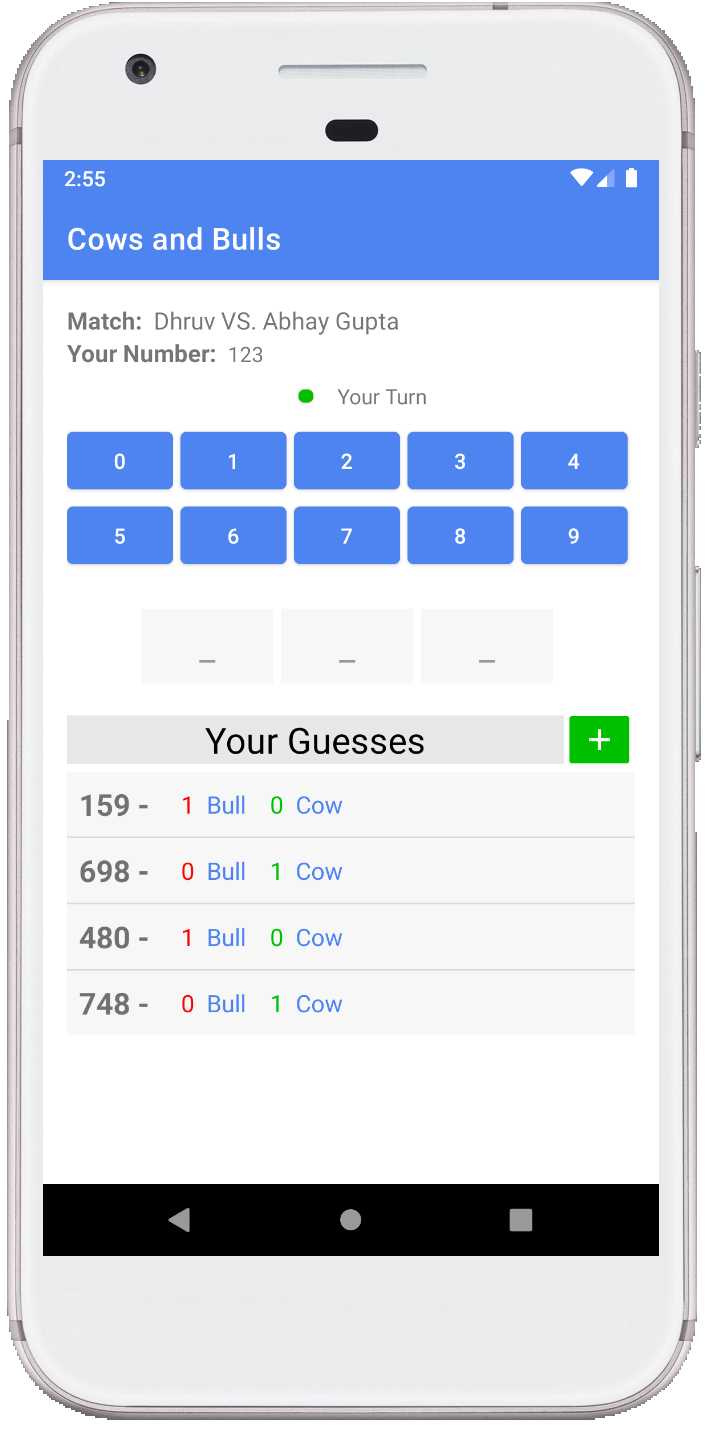 2:55
Cows and Bulls
Match: Dhruv VS. Abhay Gupta
Your Number: 123
Your Turn
0 1 2 3 4
5 6 7 8 9
_ _ _
Your Guesses +
159 - 1 Bull 0 Cow
698 - 0 Bull 1 Cow
480 - 1 Bull 0 Cow
748 - 0 Bull 1 Cow